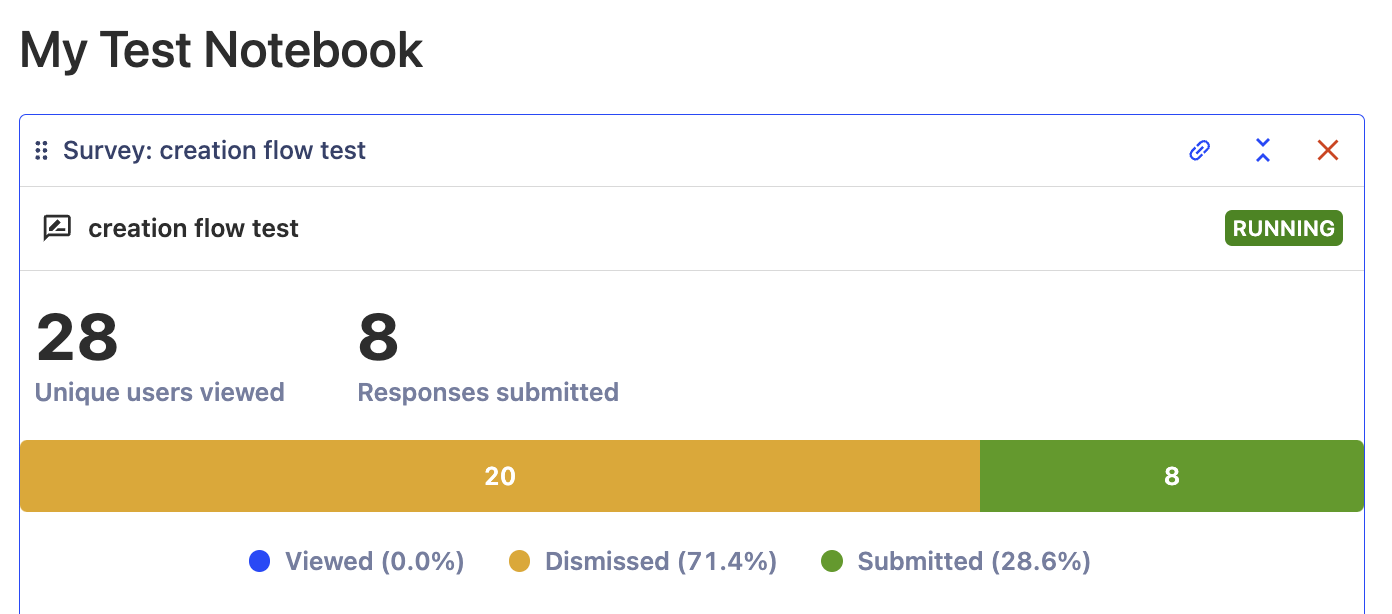 My Test Notebook
Survey: creation flow test
creation flow test
RUNNING
28 8
Unique users viewed Responses submitted
20 8
Viewed (0.0%) Dismissed (71.4%) Submitted (28.6%)